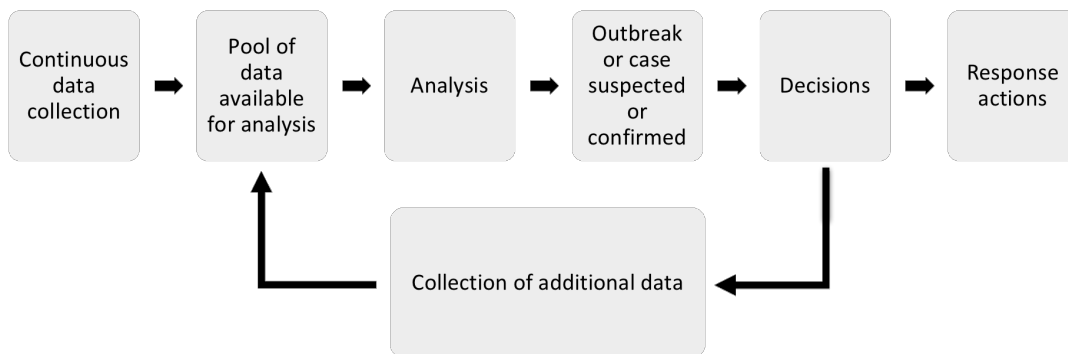 Continuous
data
collection
Pool of
data
available
for analysis
Analysis
Outbreak
or case
suspected
or
confirmed
Decisions
Response
actions
Collection of additional data